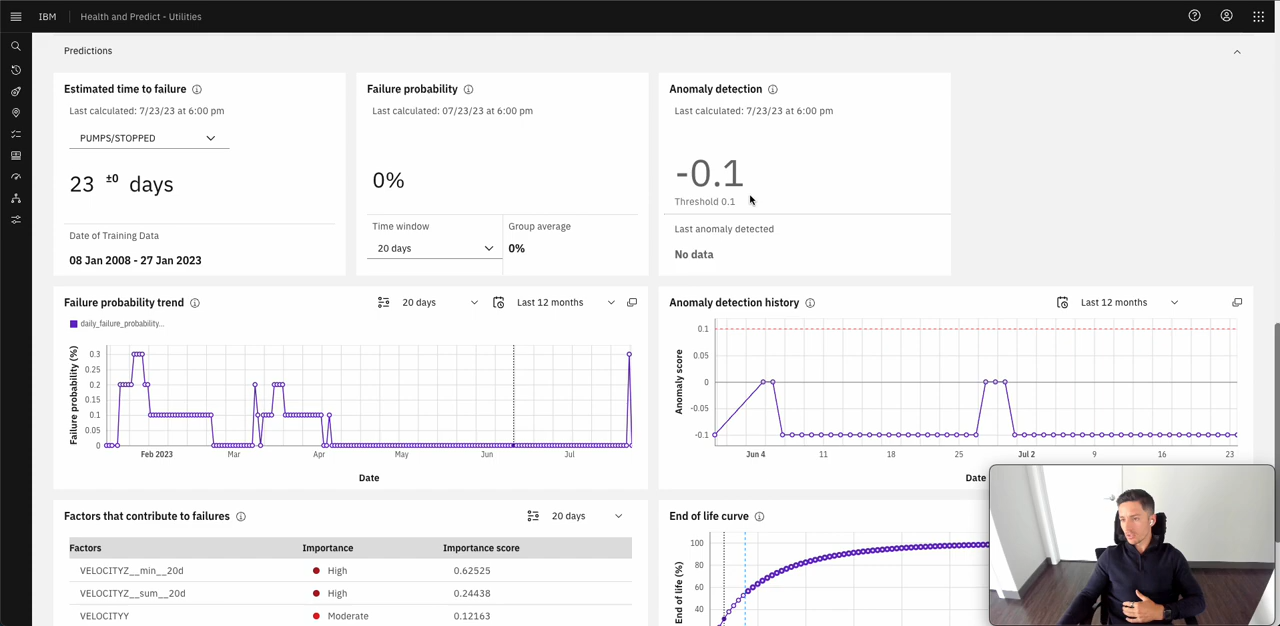 IBM Health and Predict - Utilities
Predictions
Estimated time to failure
Last calculated: 7/23/23 at 6:00 pm
PUMPS/STOPPED
23 ±0 days
Date of Training Data
08 Jan 2008 - 27 Jan 2023
Failure probability
Last calculated: 07/23/23 at 6:00 pm
0%
Time window
20 days
Group average
0%
Anomaly detection
Last calculated: 7/23/23 at 6:00 pm
-0.1
Threshold 0.1
Last anomaly detected
No data
Failure probability trend
20 days
Last 12 months
daily_failure_probability...
Failure probability (%)
0.3
0.25
0.2
0.15
0.1
0.05
0
Feb 2023 Mar Apr May Jun Jul
Date
Anomaly detection history
Last 12 months
Anomaly score
0.1
0.05
0
-0.05
-0.1
Jun 4 11 18 25 Jul 2 9 16 23
Date
Factors that contribute to failures
20 days
Factors Importance Importance score
VELOCITYZ__min__20d High 0.62525
VELOCITYZ__sum__20d High 0.24438
VELOCITYY Moderate 0.12163
End of life curve
End of life (%)
100
80
60
40